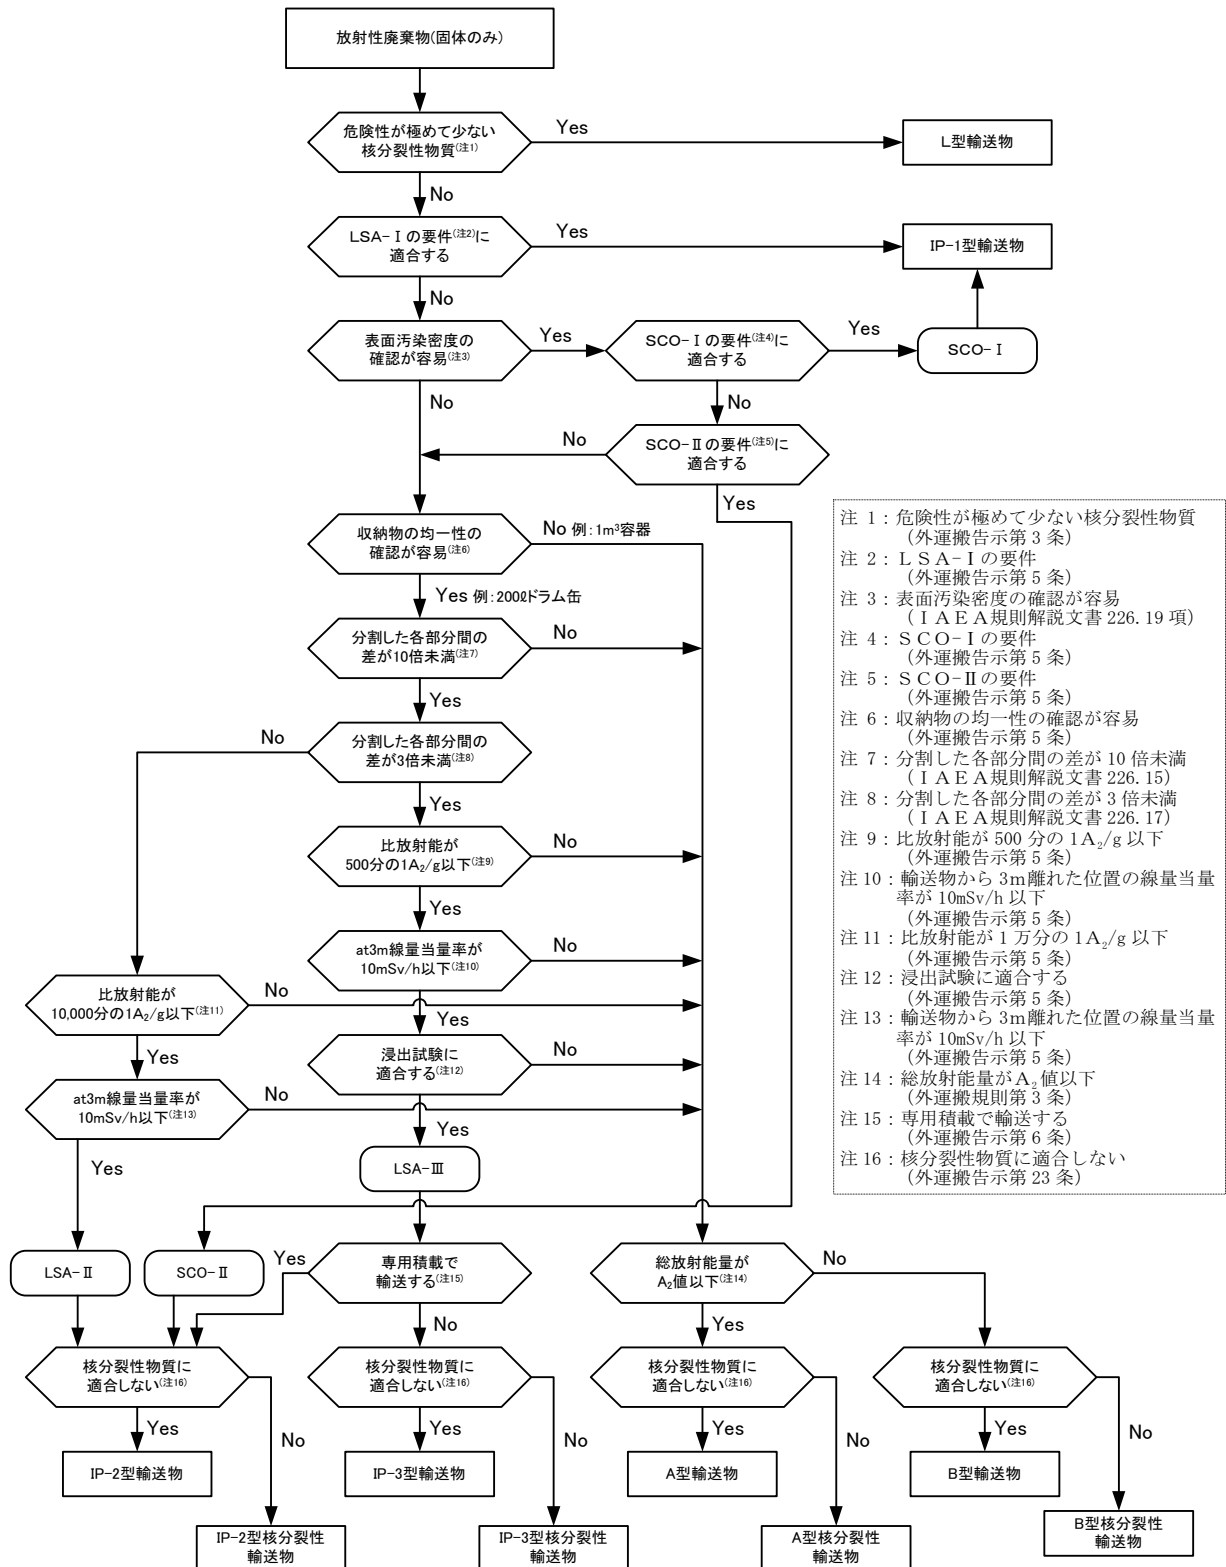 放射性廃棄物(固体のみ)
危険性が極めて少ない
核分裂性物質(注1)
Yes
L型輸送物
No
LSA-Ⅰの要件(注2)に
適合する
Yes
IP-1型輸送物
No
表面汚染密度の
確認が容易(注3)
Yes
SCO-Ⅰの要件(注4)に
適合する
Yes
SCO-Ⅰ
No
No
SCO-Ⅱの要件(注5)に
適合する
No
Yes
収納物の均一性の
確認が容易(注6)
No 例:1m³容器
Yes 例:200ℓドラム缶
分割した各部分間の
差が10倍未満(注7)
No
Yes
分割した各部分間の
差が3倍未満(注8)
No
Yes
比放射能が
500分の1A₂/g以下(注9)
No
Yes
at3m線量当量率が
10mSv/h以下(注10)
No
Yes
比放射能が
10,000分の1A₂/g以下(注11)
No
Yes
浸出試験に
適合する(注12)
No
Yes
at3m線量当量率が
10mSv/h以下(注13)
No
Yes
LSA-Ⅲ
LSA-Ⅱ
SCO-Ⅱ
専用積載で
輸送する(注15)
Yes
No
総放射能量が
A₂値以下(注14)
No
Yes
核分裂性物質に
適合しない(注16)
Yes
No
核分裂性物質に
適合しない(注16)
Yes
No
核分裂性物質に
適合しない(注16)
Yes
No
核分裂性物質に
適合しない(注16)
Yes
No
IP-2型輸送物
IP-3型輸送物
A型輸送物
B型輸送物
IP-2型核分裂性
輸送物
IP-3型核分裂性
輸送物
A型核分裂性
輸送物
B型核分裂性
輸送物
注 1:危険性が極めて少ない核分裂性物質
(外運搬告示第3条)
注 2:LSA-Ⅰの要件
(外運搬告示第5条)
注 3:表面汚染密度の確認が容易
(IAEA規則解説文書226.19項)
注 4:SCO-Ⅰの要件
(外運搬告示第5条)
注 5:SCO-Ⅱの要件
(外運搬告示第5条)
注 6:収納物の均一性の確認が容易
(外運搬告示第5条)
注 7:分割した各部分間の差が10倍未満
(IAEA規則解説文書226.15)
注 8:分割した各部分間の差が3倍未満
(IAEA規則解説文書226.17)
注 9:比放射能が500分の1A₂/g以下
(外運搬告示第5条)
注 10:輸送物から3m離れた位置の線量当量
率が10mSv/h以下
(外運搬告示第5条)
注 11:比放射能が1万分の1A₂/g以下
(外運搬告示第5条)
注 12:浸出試験に適合する
(外運搬告示第5条)
注 13:輸送物から3m離れた位置の線量当量
率が10mSv/h以下
(外運搬告示第5条)
注 14:総放射能量がA₂値以下
(外運搬規則第3条)
注 15:専用積載で輸送する
(外運搬告示第6条)
注 16:核分裂性物質に適合しない
(外運搬告示第23条)